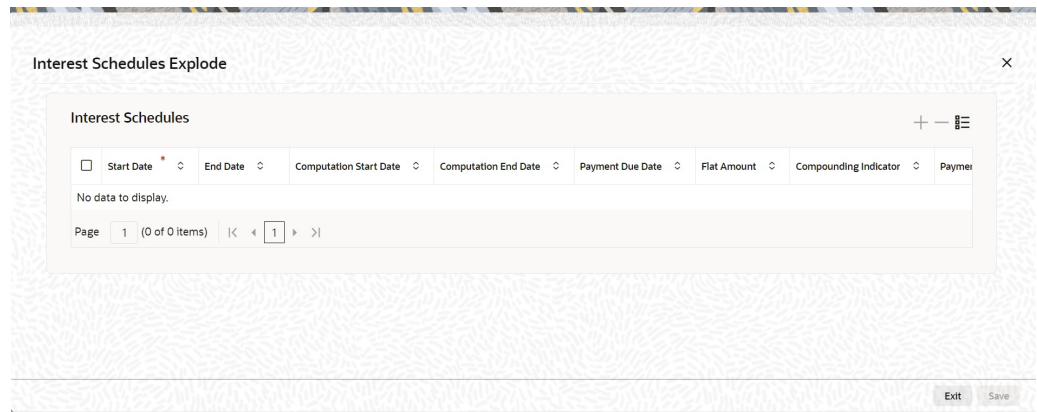 Interest Schedules Explode
Interest Schedules
Start Date * End Date Computation Start Date Computation End Date Payment Due Date Flat Amount Compounding Indicator Paymen
No data to display.
Page 1 (0 of 0 items) 1
Exit Save